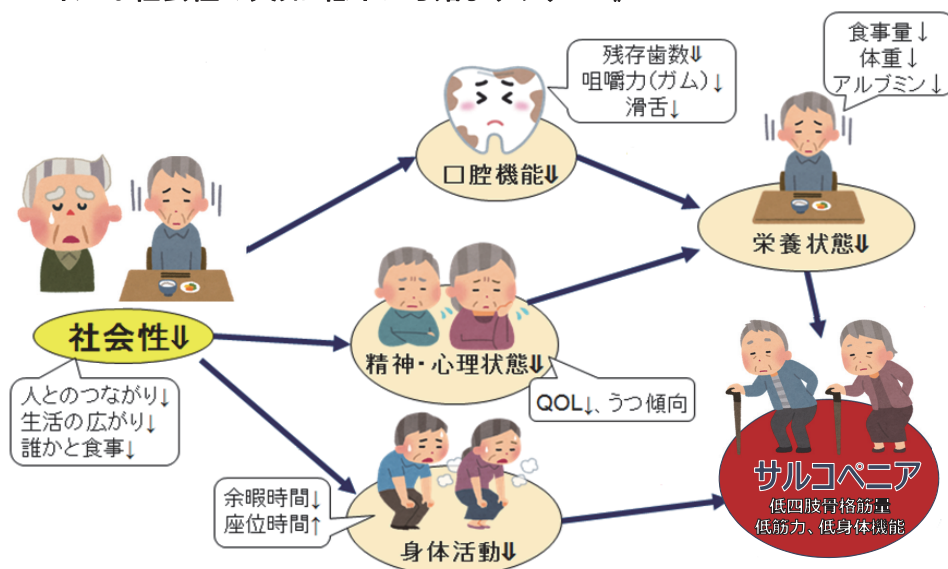 残存歯数⇓
咀嚼力(ガム)↓
滑舌↓
食事量↓
体重↓
アルブミン↓
口腔機能⇓
栄養状態⇓
社会性⇓
人とのつながり↓
生活の広がり↓
誰かと食事↓
精神・心理状態⇓
QOL↓、うつ傾向
余暇時間↓
座位時間↑
身体活動⇓
サルコペニア
低四肢骨格筋量
低筋力、低身体機能